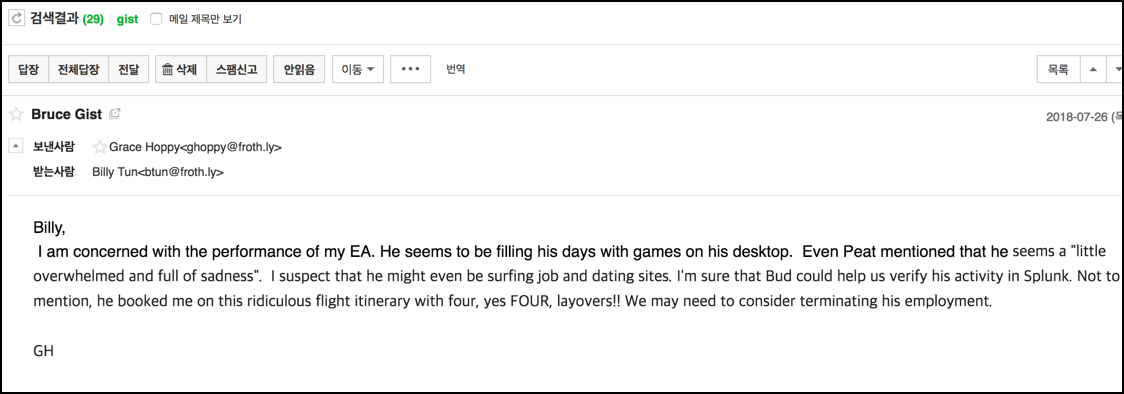 검색결과 (29) gist 메일 제목만 보기
답장 전체답장 전달 삭제 스팸신고 안읽음 이동 ••• 번역 목록
Bruce Gist
2018-07-26
보낸사람 Grace Hoppy<ghoppy@froth.ly>
받는사람 Billy Tun<btun@froth.ly>
Billy,
I am concerned with the performance of my EA. He seems to be filling his days with games on his desktop.  Even Peat mentioned that he seems a "little
overwhelmed and full of sadness".  I suspect that he might even be surfing job and dating sites. I'm sure that Bud could help us verify his activity in Splunk. Not to
mention, he booked me on this ridiculous flight itinerary with four, yes FOUR, layovers!! We may need to consider terminating his employment.
GH